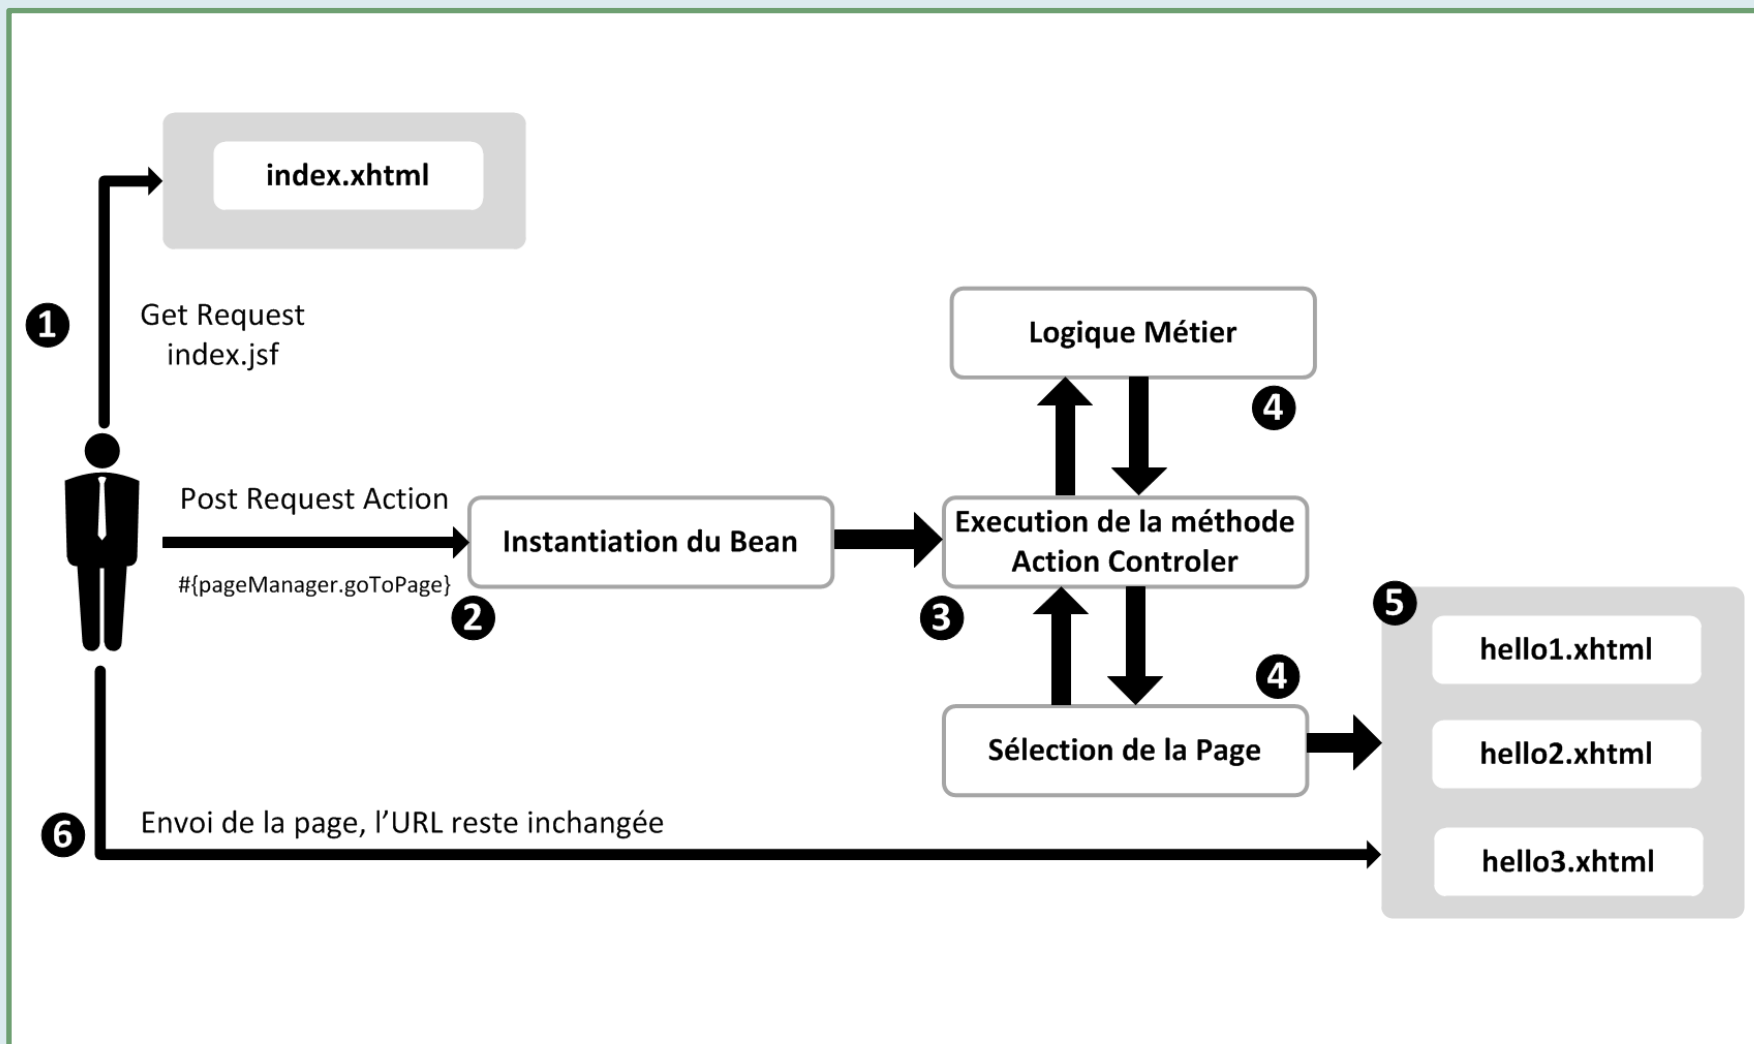 index.xhtml
1
Get Request
index.jsf
Logique Métier
4
Post Request Action
Instantiation du Bean
Execution de la méthode
Action Controler
#{pageManager.goToPage}
2
3
5
hello1.xhtml
4
Sélection de la Page
hello2.xhtml
6
Envoi de la page, l’URL reste inchangée
hello3.xhtml